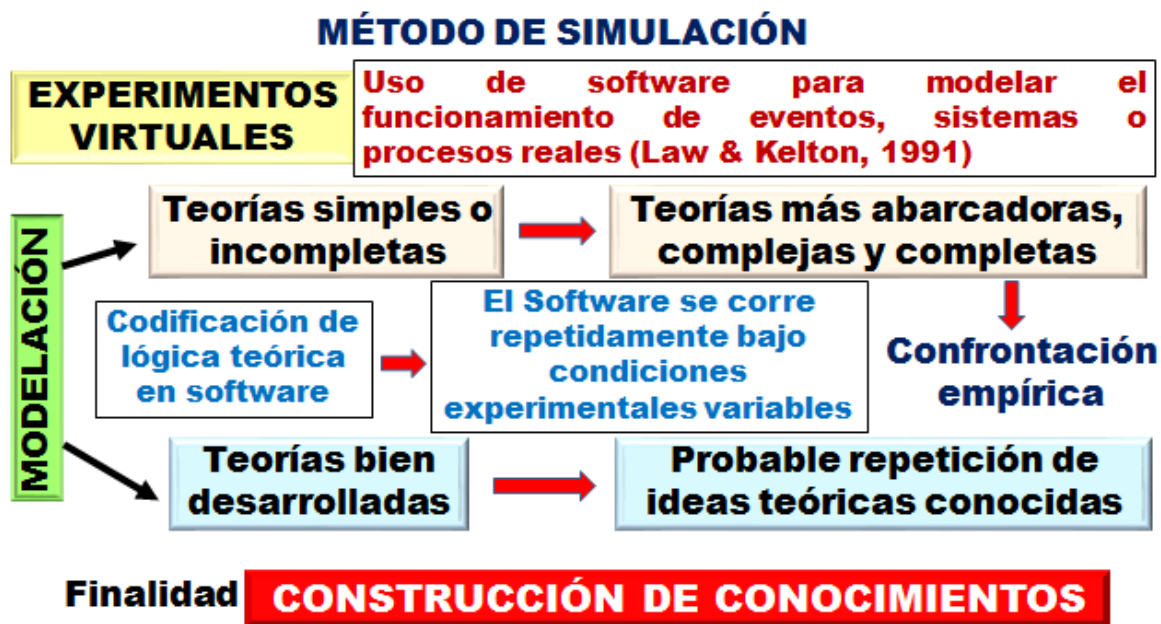 MÉTODO DE SIMULACIÓN
EXPERIMENTOS
VIRTUALES
Uso de software para modelar el
funcionamiento de eventos, sistemas o
procesos reales (Law & Kelton, 1991)
MODELACIÓN
Teorías simples o
incompletas
Teorías más abarcadoras,
complejas y completas
Codificación de
lógica teórica
en software
El Software se corre
repetidamente bajo
condiciones
experimentales variables
Confrontación
empírica
Teorías bien
desarrolladas
Probable repetición de
ideas teóricas conocidas
Finalidad
CONSTRUCCIÓN DE CONOCIMIENTOS